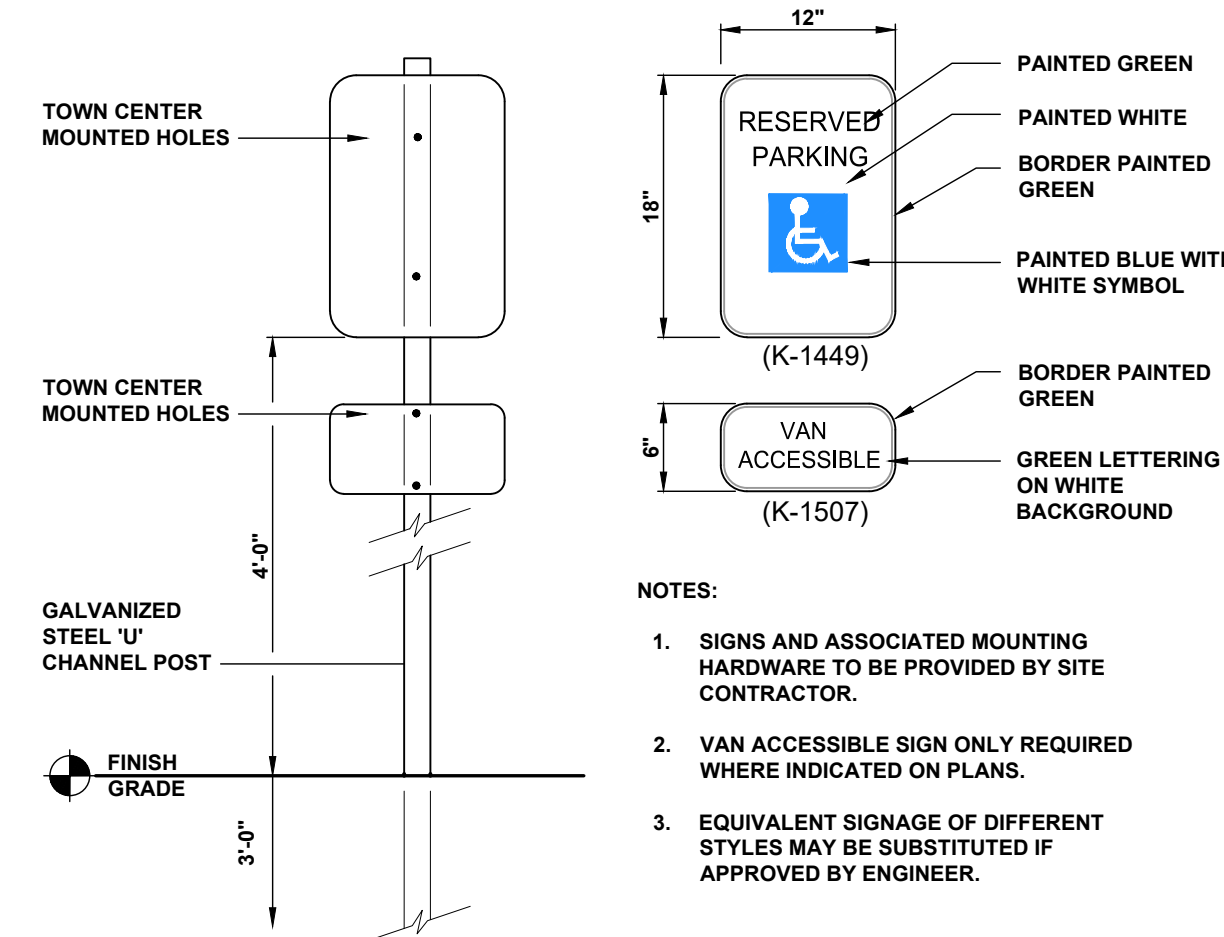 TOWN CENTER
MOUNTED HOLES
TOWN CENTER
MOUNTED HOLES
4'-0"
GALVANIZED
STEEL 'U'
CHANNEL POST
FINISH
GRADE
3'-0"
12"
18"
RESERVED
PARKING
(K-1449)
PAINTED GREEN
PAINTED WHITE
BORDER PAINTED
GREEN
PAINTED BLUE WITH
WHITE SYMBOL
6"
VAN
ACCESSIBLE
(K-1507)
BORDER PAINTED
GREEN
GREEN LETTERING
ON WHITE
BACKGROUND
NOTES:
1. SIGNS AND ASSOCIATED MOUNTING
HARDWARE TO BE PROVIDED BY SITE
CONTRACTOR.
2. VAN ACCESSIBLE SIGN ONLY REQUIRED
WHERE INDICATED ON PLANS.
3. EQUIVALENT SIGNAGE OF DIFFERENT
STYLES MAY BE SUBSTITUTED IF
APPROVED BY ENGINEER.